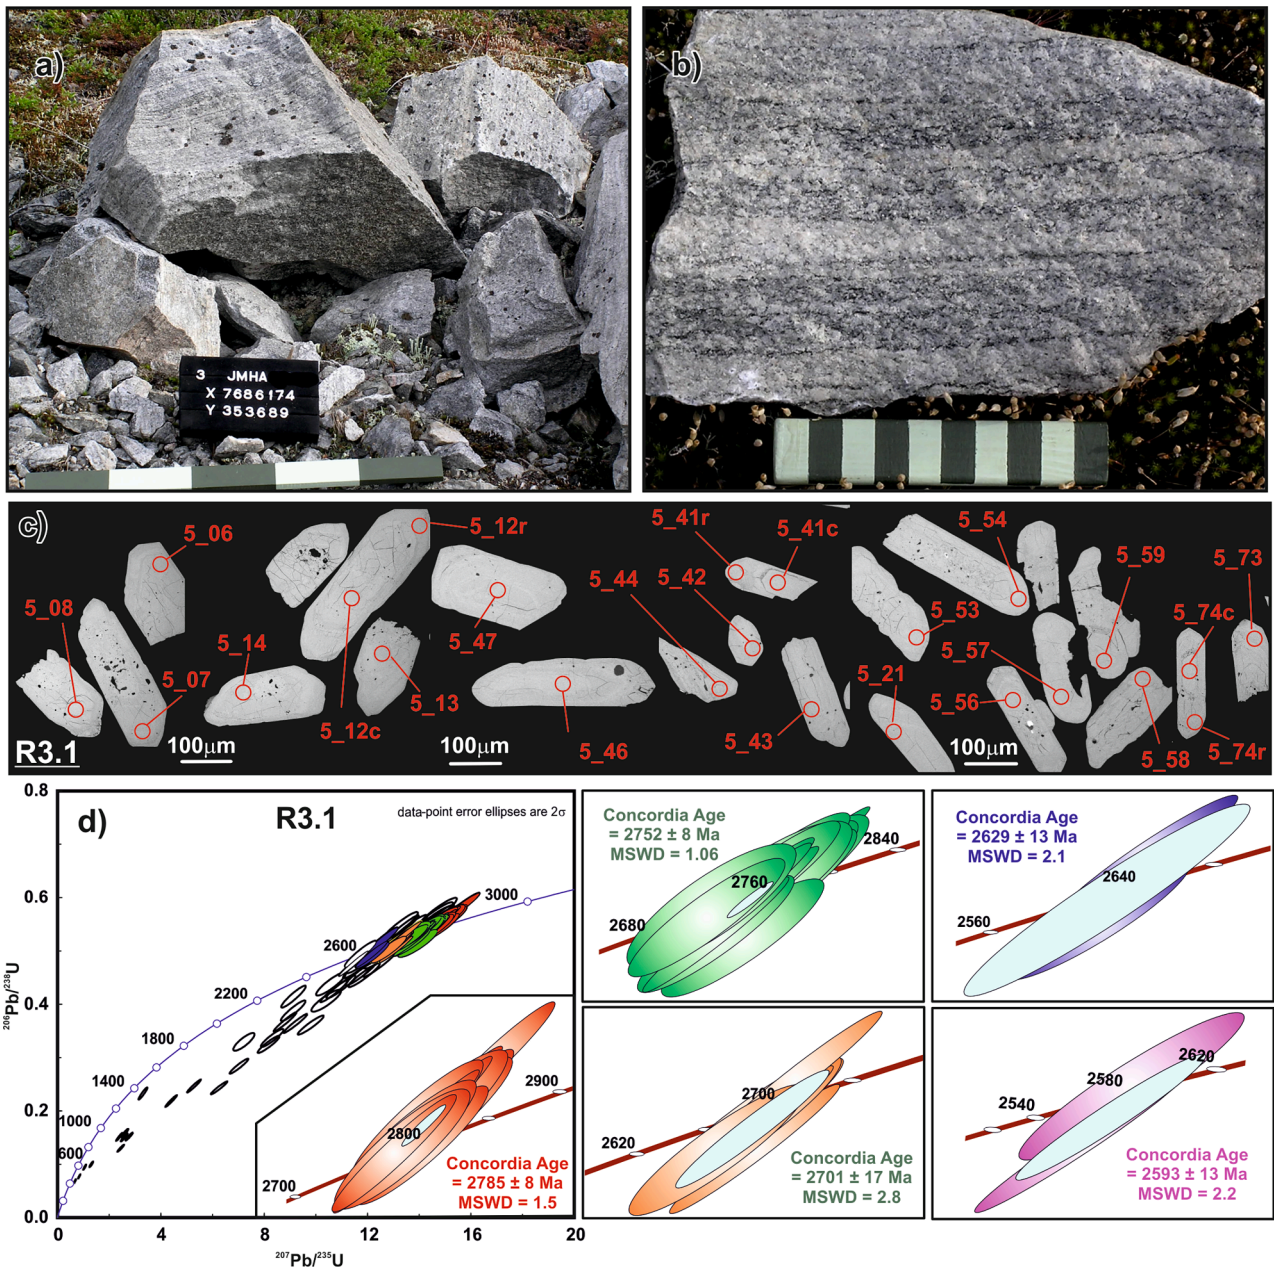 a)
3 JMHA
X 7686174
Y 353689
b)
c)
5_06
5_12r
5_41r
5_41c
5_54
5_59
5_73
5_08
5_44
5_42
5_53
5_74c
5_14
5_47
5_57
5_07
5_13
5_21
5_56
5_12c
5_46
5_43
5_58
5_74r
R3.1
100μm
100μm
100μm
d)
R3.1
data-point error ellipses are 2σ
²⁰⁶Pb/²³⁸U
0.8
0.6
0.4
0.2
0.0
0
4
8
12
16
20
²⁰⁷Pb/²³⁵U
600
1000
1400
1800
2200
2600
3000
2700
2800
2900
Concordia Age
= 2785 ± 8 Ma
MSWD = 1.5
Concordia Age
= 2752 ± 8 Ma
MSWD = 1.06
2680
2760
2840
Concordia Age
= 2629 ± 13 Ma
MSWD = 2.1
2560
2640
2620
2700
Concordia Age
= 2701 ± 17 Ma
MSWD = 2.8
2540
2580
2620
Concordia Age
= 2593 ± 13 Ma
MSWD = 2.2